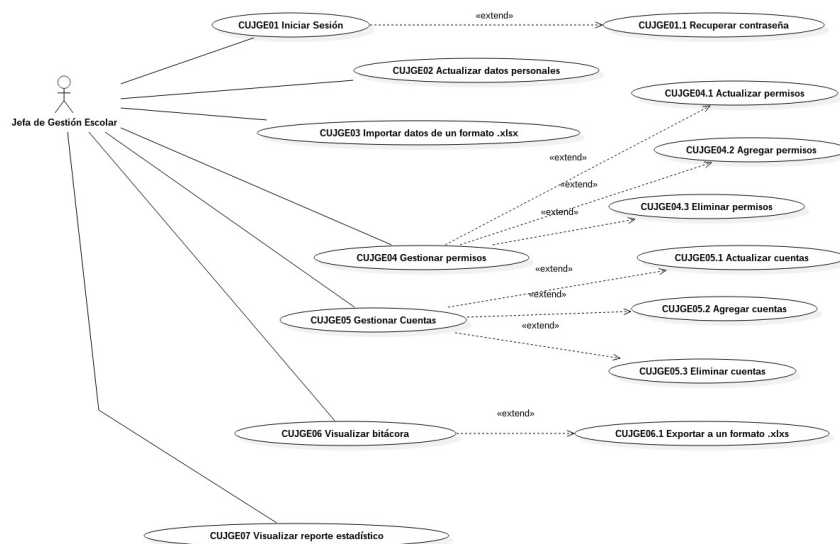 CUJGE01 Iniciar Sesión
«extend»
CUJGE01.1 Recuperar contraseña
CUJGE02 Actualizar datos personales
CUJGE04.1 Actualizar permisos
Jefa de Gestión Escolar
CUJGE03 Importar datos de un formato .xlsx
CUJGE04.2 Agregar permisos
«extend»
«extend»
CUJGE04.3 Eliminar permisos
«extend»
CUJGE04 Gestionar permisos
CUJGE05.1 Actualizar cuentas
«extend»
«extend»
CUJGE05.2 Agregar cuentas
CUJGE05 Gestionar Cuentas
«extend»
CUJGE05.3 Eliminar cuentas
«extend»
CUJGE06 Visualizar bitácora
CUJGE06.1 Exportar a un formato .xlxs
CUJGE07 Visualizar reporte estadístico